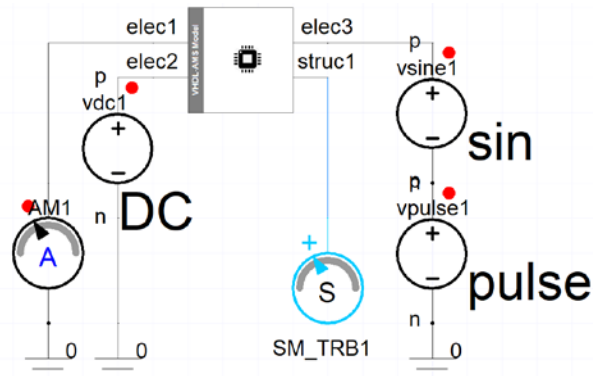 elec1
elec3
elec2
struc1
VHDL-AMS Model
p
vsine1
+
−
sin
p
vdc1
+
−
n
DC
AM1
A
+
S
SM_TRB1
n
p
vpulse1
+
−
pulse
n
0
0
0